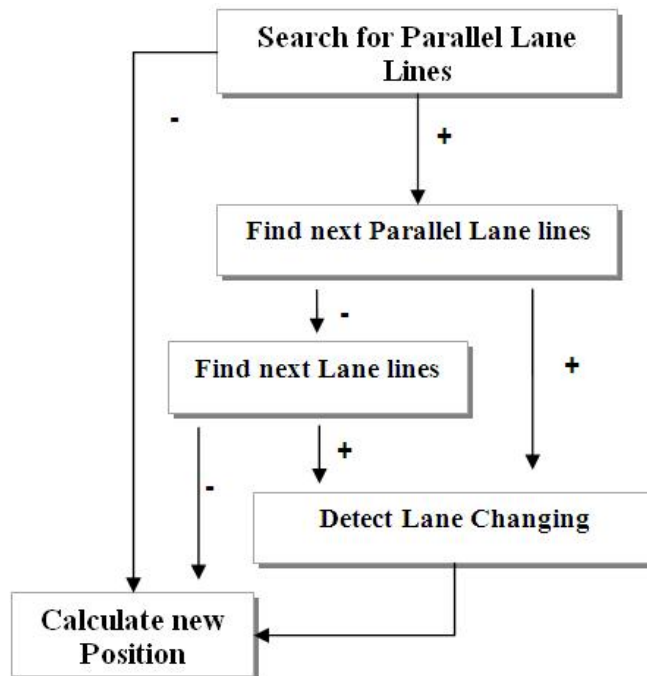 Search for Parallel Lane
Lines
-
+
Find next Parallel Lane lines
-
+
Find next Lane lines
-
+
Detect Lane Changing
Calculate new
Position